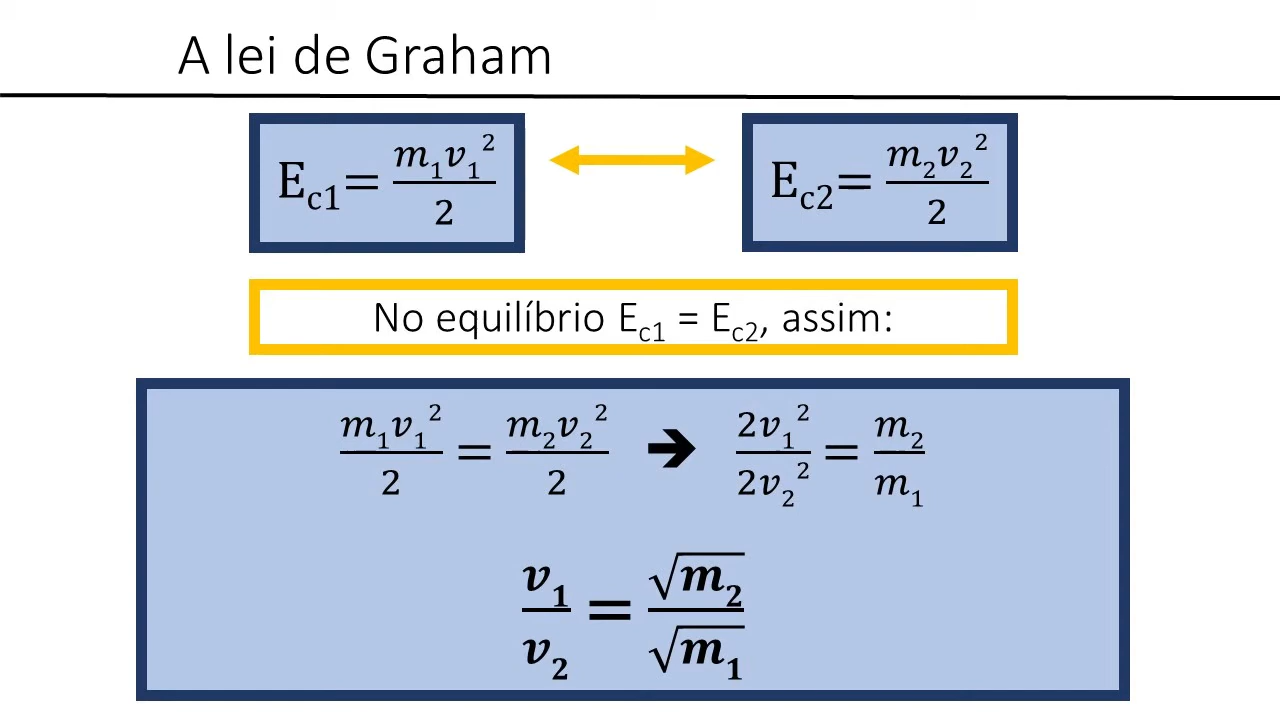 A lei de Graham
E_c1 = m₁v₁²/2 ⟷ E_c2 = m₂v₂²/2
No equilíbrio E_c1 = E_c2, assim:
m₁v₁²/2 = m₂v₂²/2 ➔ 2v₁²/2v₂² = m₂/m₁
v₁/v₂ = √m₂/√m₁